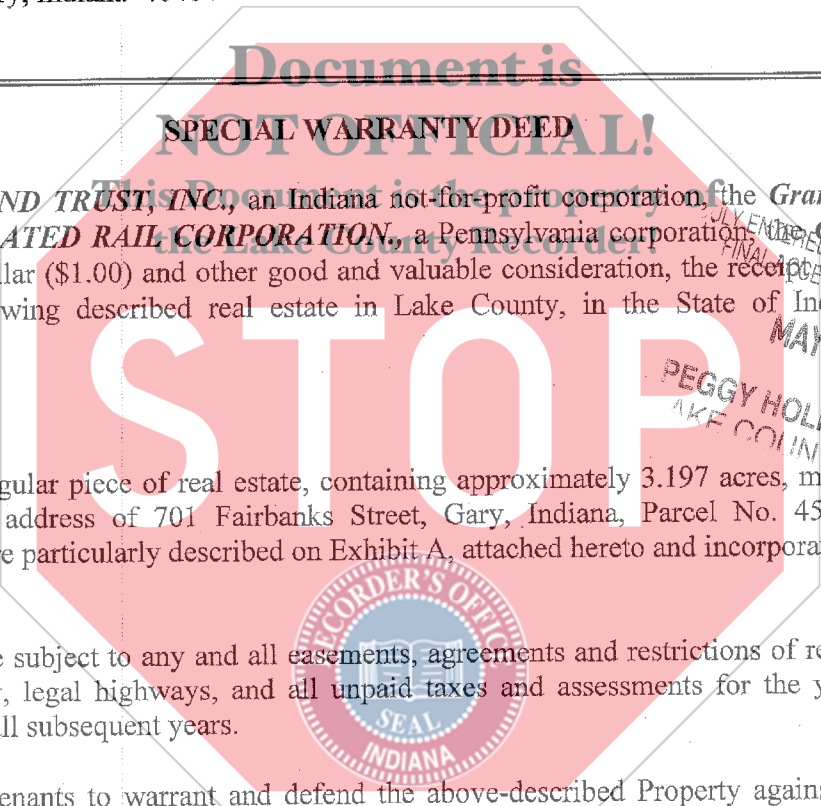 Document is
SPECIAL WARRANTY DEED
NOT OFFICIAL!
ND TRUST, INC., an Indiana not-for-profit corporation, the Gran
This Document is the property of
ATED RAIL CORPORATION., a Pennsylvania corporation, the
the Lake County Recorder!
llar ($1.00) and other good and valuable consideration, the receipt
wing described real estate in Lake County, in the State of In
MAY
STOP
PEGGY HOL
AKE COUN
gular piece of real estate, containing approximately 3.197 acres, m
address of 701 Fairbanks Street, Gary, Indiana, Parcel No. 45
re particularly described on Exhibit A, attached hereto and incorpora
RECORDER'S OFFICE
e subject to any and all easements, agreements and restrictions of re
, legal highways, and all unpaid taxes and assessments for the y
all subsequent years.
SEAL
INDIANA
enants to warrant and defend the above-described Property agains